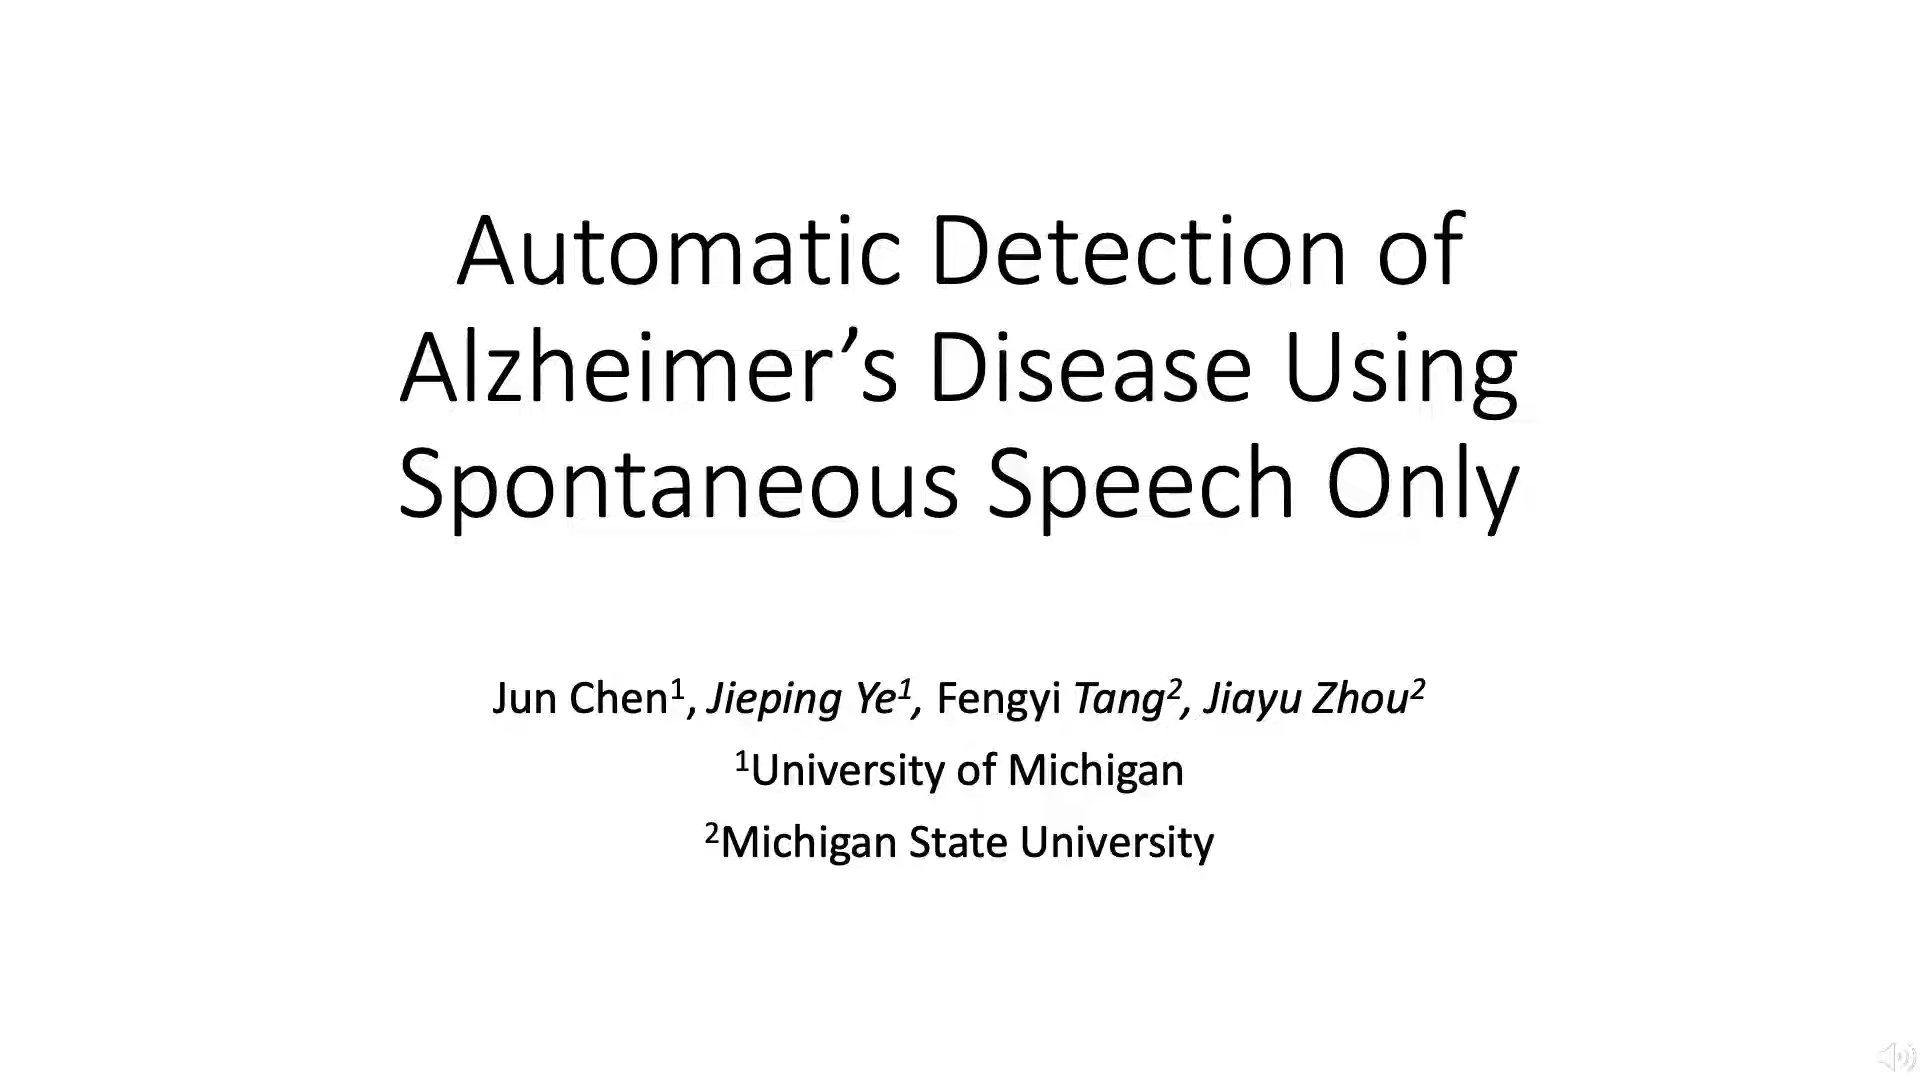 Automatic Detection of
Alzheimer’s Disease Using
Spontaneous Speech Only
Jun Chen¹, Jieping Ye¹, Fengyi Tang², Jiayu Zhou²
¹University of Michigan
²Michigan State University